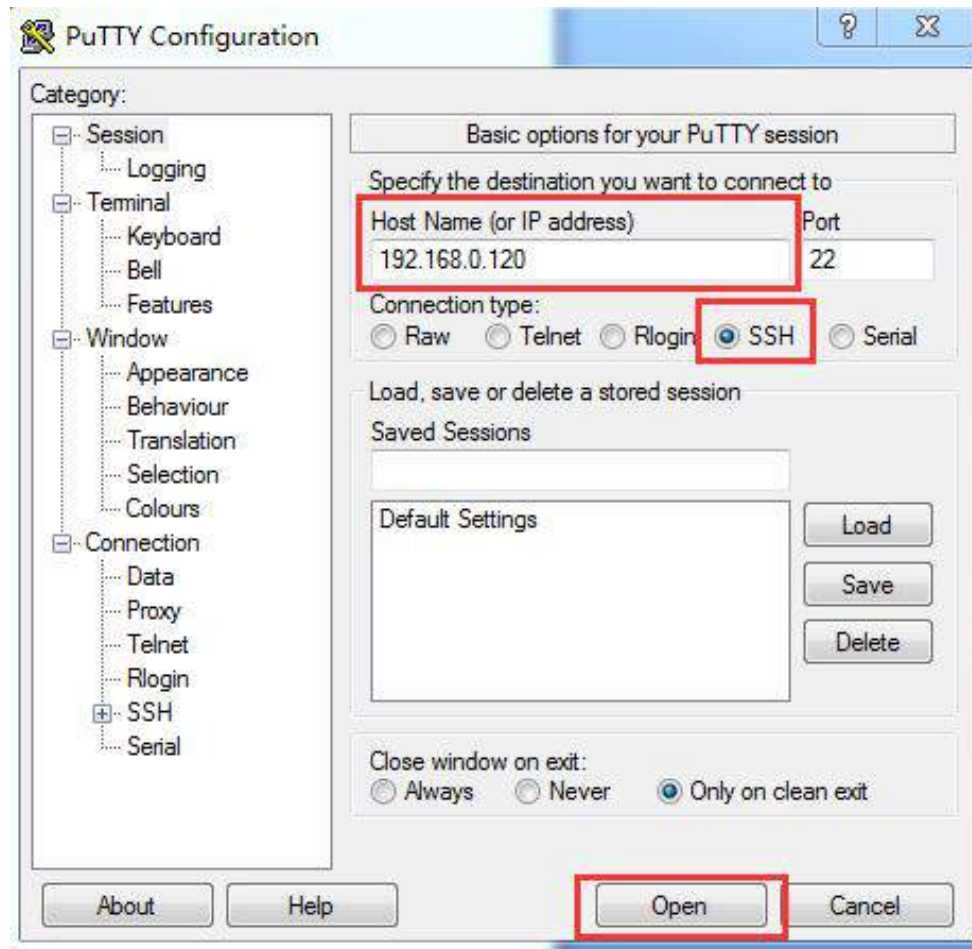 PuTTY Configuration
Category:
Session
Logging
Terminal
Keyboard
Bell
Features
Window
Appearance
Behaviour
Translation
Selection
Colours
Connection
Data
Proxy
Telnet
Rlogin
SSH
Serial
Basic options for your PuTTY session
Specify the destination you want to connect to
Host Name (or IP address) Port
192.168.0.120 22
Connection type:
Raw Telnet Rlogin SSH Serial
Load, save or delete a stored session
Saved Sessions
Default Settings
Load
Save
Delete
Close window on exit:
Always Never Only on clean exit
About Help Open Cancel